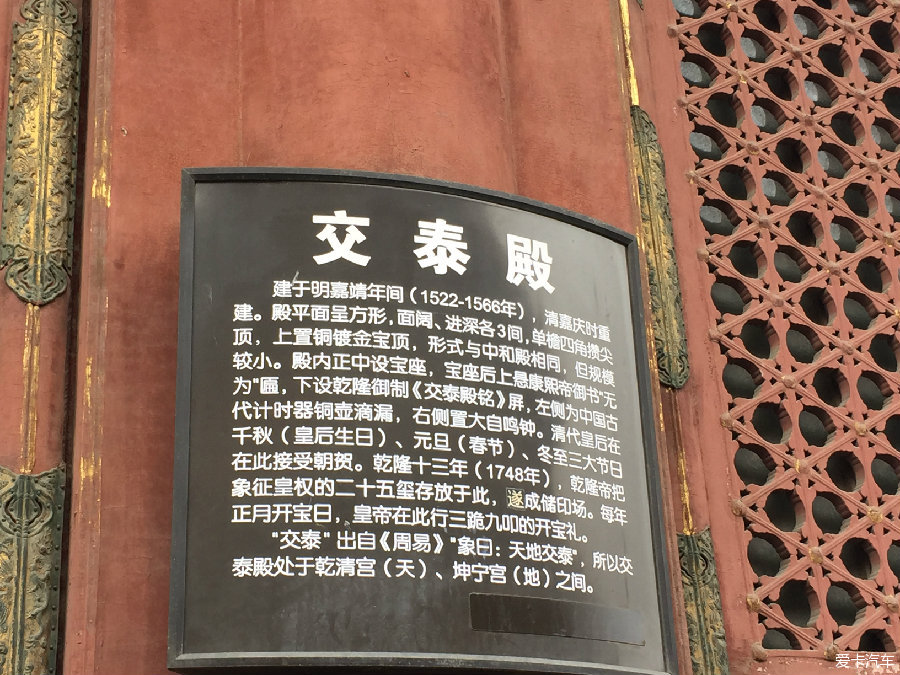 交泰殿
建于明嘉靖年间（1522-1566年），清嘉庆时重
建。殿平面呈方形，面阔、进深各3间，单檐四角攒尖
顶，上置铜镀金宝顶，形式与中和殿相同，但规模
较小。殿内正中设宝座，宝座后上悬康熙帝御书"无
为"匾，下设乾隆御制《交泰殿铭》屏，左侧为中国古
代计时器铜壶滴漏，右侧置大自鸣钟。清代皇后在
千秋（皇后生日）、元旦（春节）、冬至三大节日
在此接受朝贺。乾隆十三年（1748年），乾隆帝把
象征皇权的二十五玺存放于此，遂成储印场。每年
正月开宝日，皇帝在此行三跪九叩的开宝礼。
"交泰"出自《周易》"象曰：天地交泰"，所以交
泰殿处于乾清宫（天）、坤宁宫（地）之间。
爱卡汽车